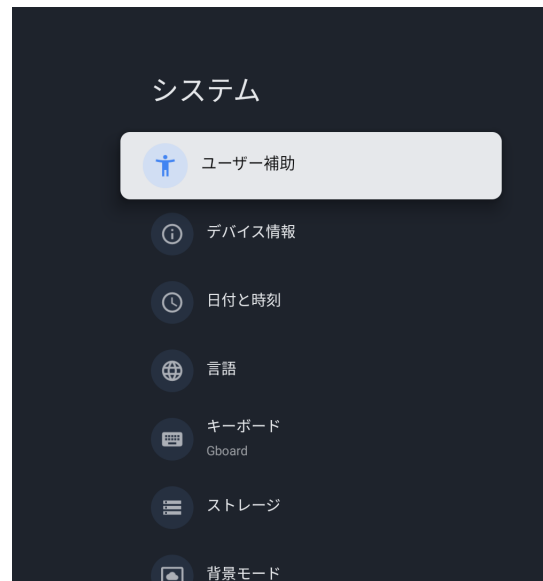 システム
ユーザー補助
デバイス情報
日付と時刻
言語
キーボード
Gboard
ストレージ
背景モード